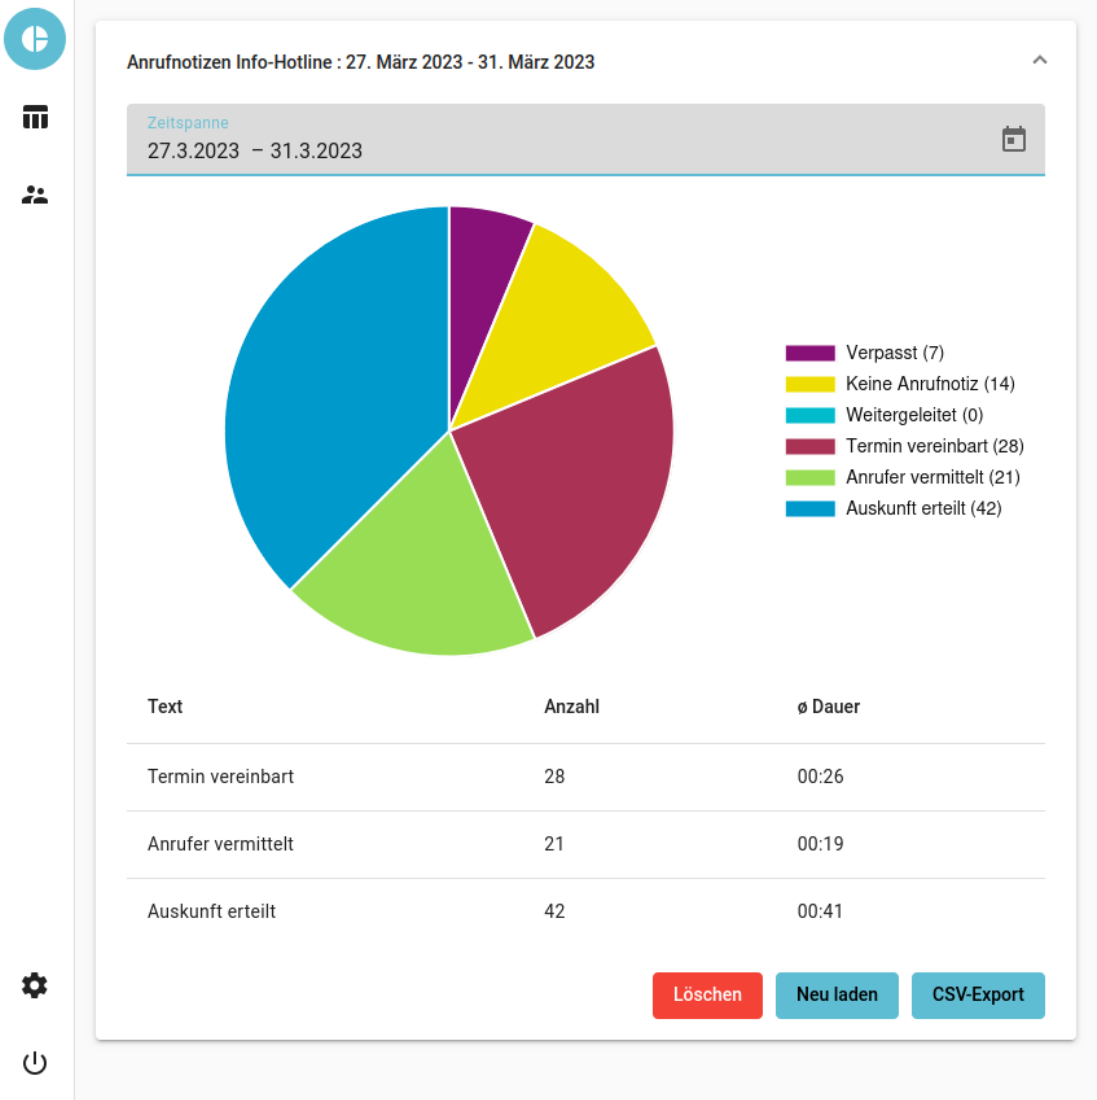 Anrufnotizen Info-Hotline : 27. März 2023 - 31. März 2023
Zeitspanne
27.3.2023 – 31.3.2023
Verpasst (7)
Keine Anrufnotiz (14)
Weitergeleitet (0)
Termin vereinbart (28)
Anrufer vermittelt (21)
Auskunft erteilt (42)
Text Anzahl ø Dauer
Termin vereinbart 28 00:26
Anrufer vermittelt 21 00:19
Auskunft erteilt 42 00:41
Löschen Neu laden CSV-Export